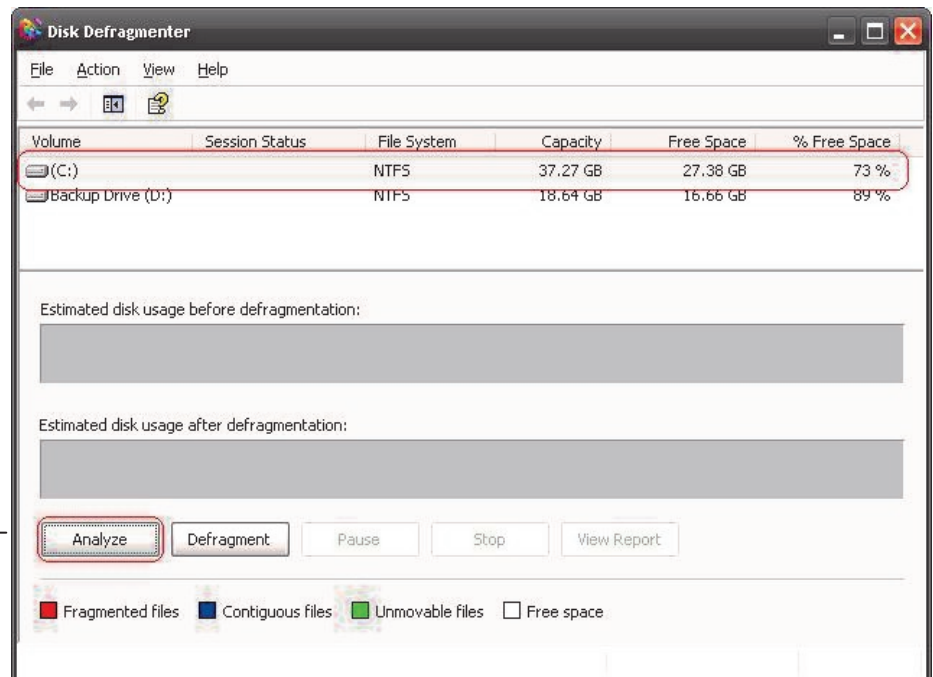 Disk Defragmenter
File Action View Help
Volume Session Status File System Capacity Free Space % Free Space
(C:) NTFS 37.27 GB 27.38 GB 73 %
Backup Drive (D:) NTFS 18.64 GB 16.66 GB 89 %
Estimated disk usage before defragmentation:
Estimated disk usage after defragmentation:
Analyze Defragment Pause Stop View Report
Fragmented files Contiguous files Unmovable files Free space